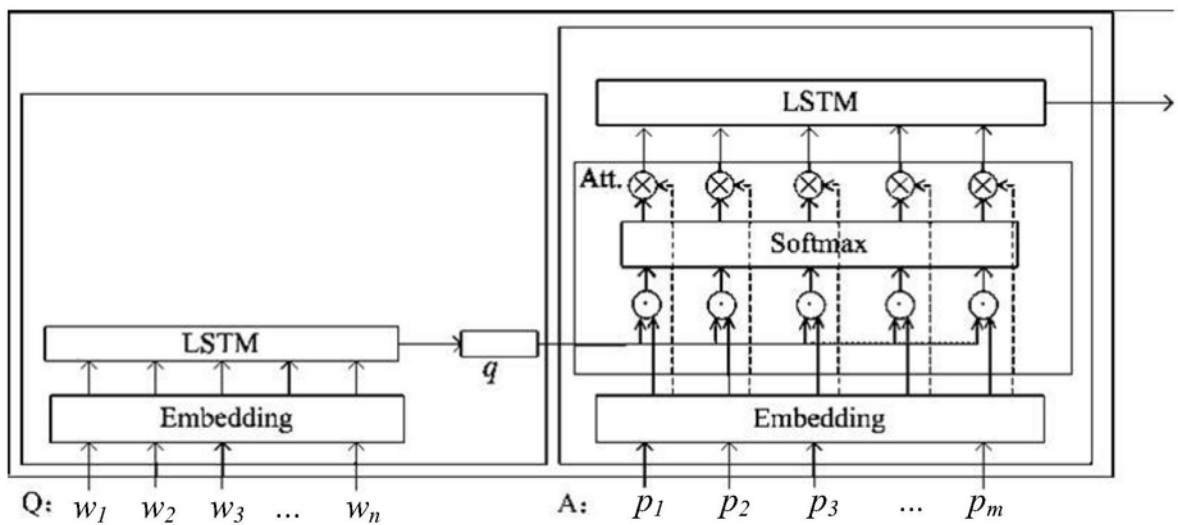 LSTM
Att.
Softmax
LSTM
q
Embedding
Embedding
Q: w1 w2 w3 ... wn
A: p1 p2 p3 ... pm